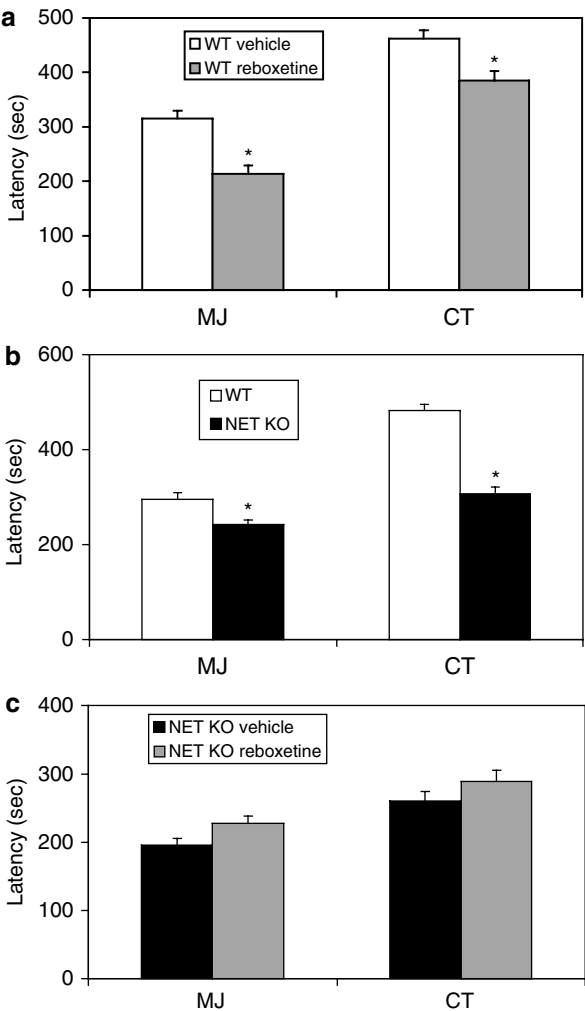 a
500
400
300
200
100
0
Latency (sec)
WT vehicle
WT reboxetine
*
*
MJ CT
b
600
400
200
0
Latency (sec)
WT
NET KO
*
*
MJ CT
c
400
300
200
100
0
Latency (sec)
NET KO vehicle
NET KO reboxetine
MJ CT